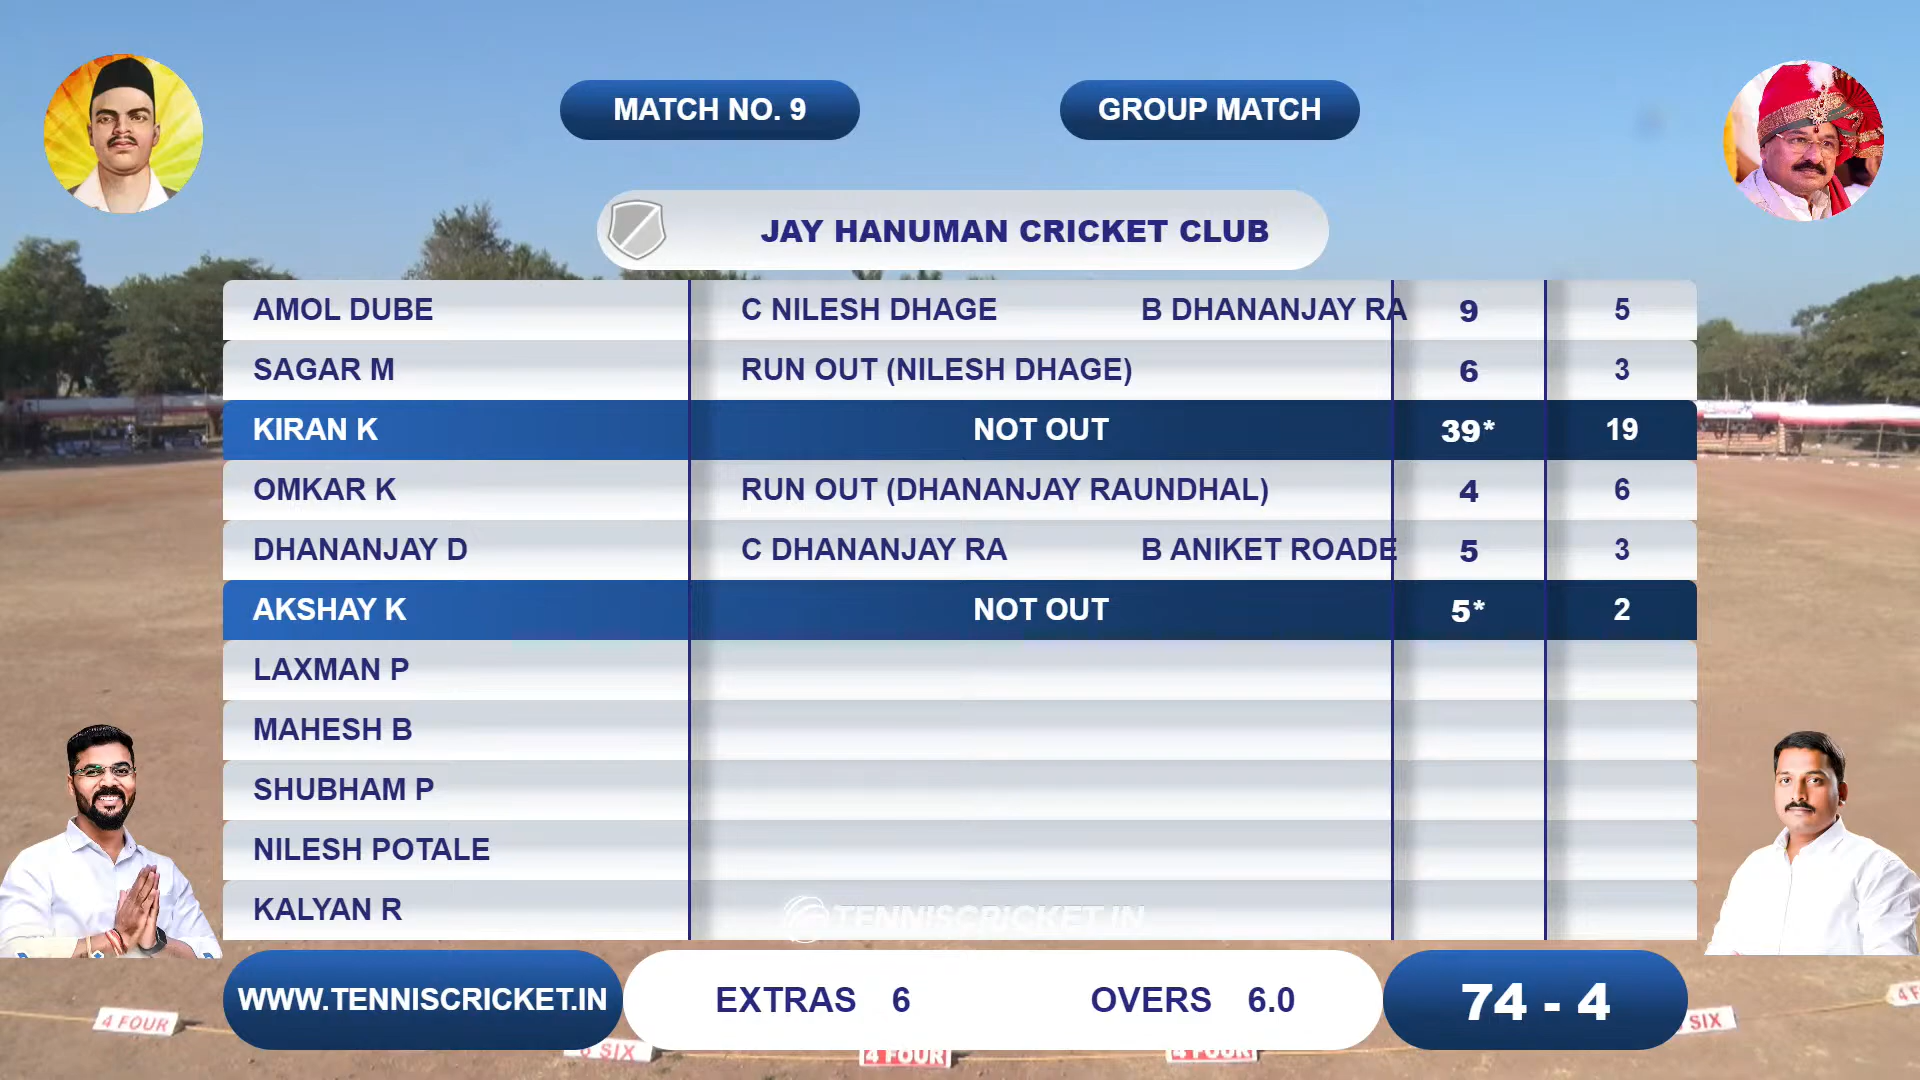 MATCH NO. 9
GROUP MATCH
JAY HANUMAN CRICKET CLUB
AMOL DUBE C NILESH DHAGE B DHANANJAY RA 9 5
SAGAR M RUN OUT (NILESH DHAGE) 6 3
KIRAN K NOT OUT 39* 19
OMKAR K RUN OUT (DHANANJAY RAUNDHAL) 4 6
DHANANJAY D C DHANANJAY RA B ANIKET ROADE 5 3
AKSHAY K NOT OUT 5* 2
LAXMAN P
MAHESH B
SHUBHAM P
NILESH POTALE
KALYAN R
TENNISCRICKET.IN
WWW.TENNISCRICKET.IN EXTRAS 6 OVERS 6.0 74 - 4
4 FOUR
SIX
4 FOUR
4 FOUR
SIX
4 F